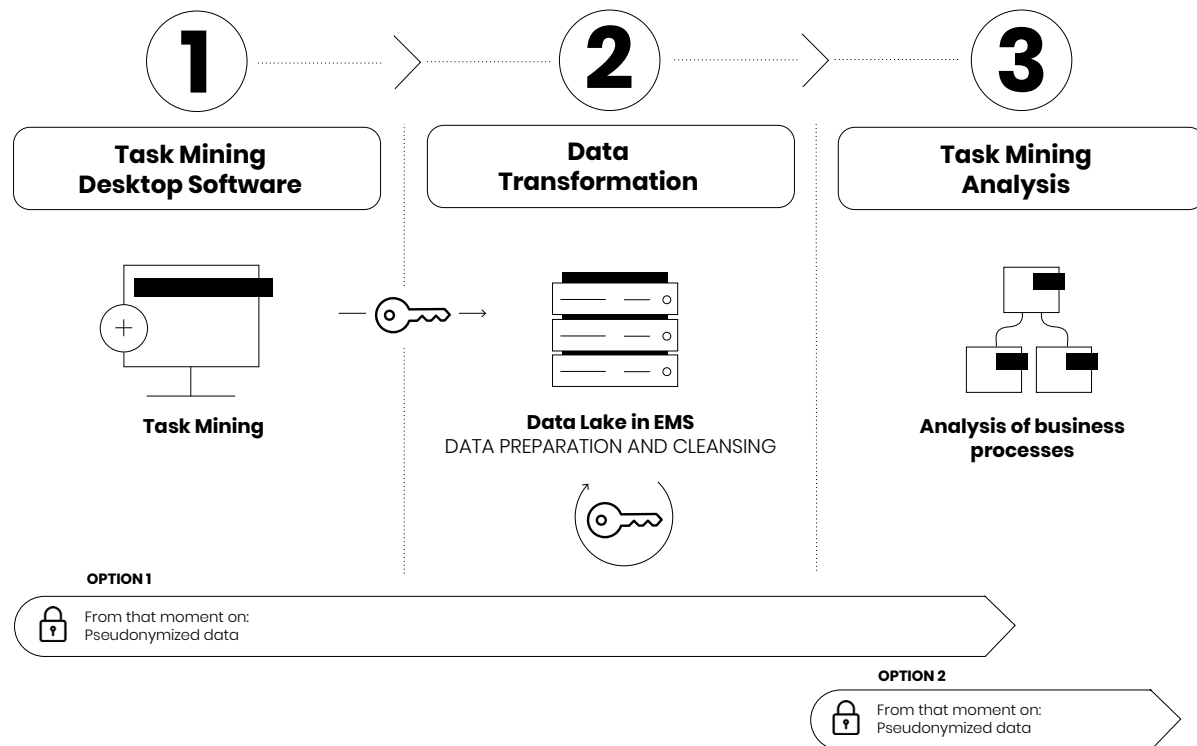 1
2
3
Task Mining
Desktop Software
Data
Transformation
Task Mining
Analysis
Task Mining
Data Lake in EMS
DATA PREPARATION AND CLEANSING
Analysis of business
processes
OPTION 1
From that moment on:
Pseudonymized data
OPTION 2
From that moment on:
Pseudonymized data